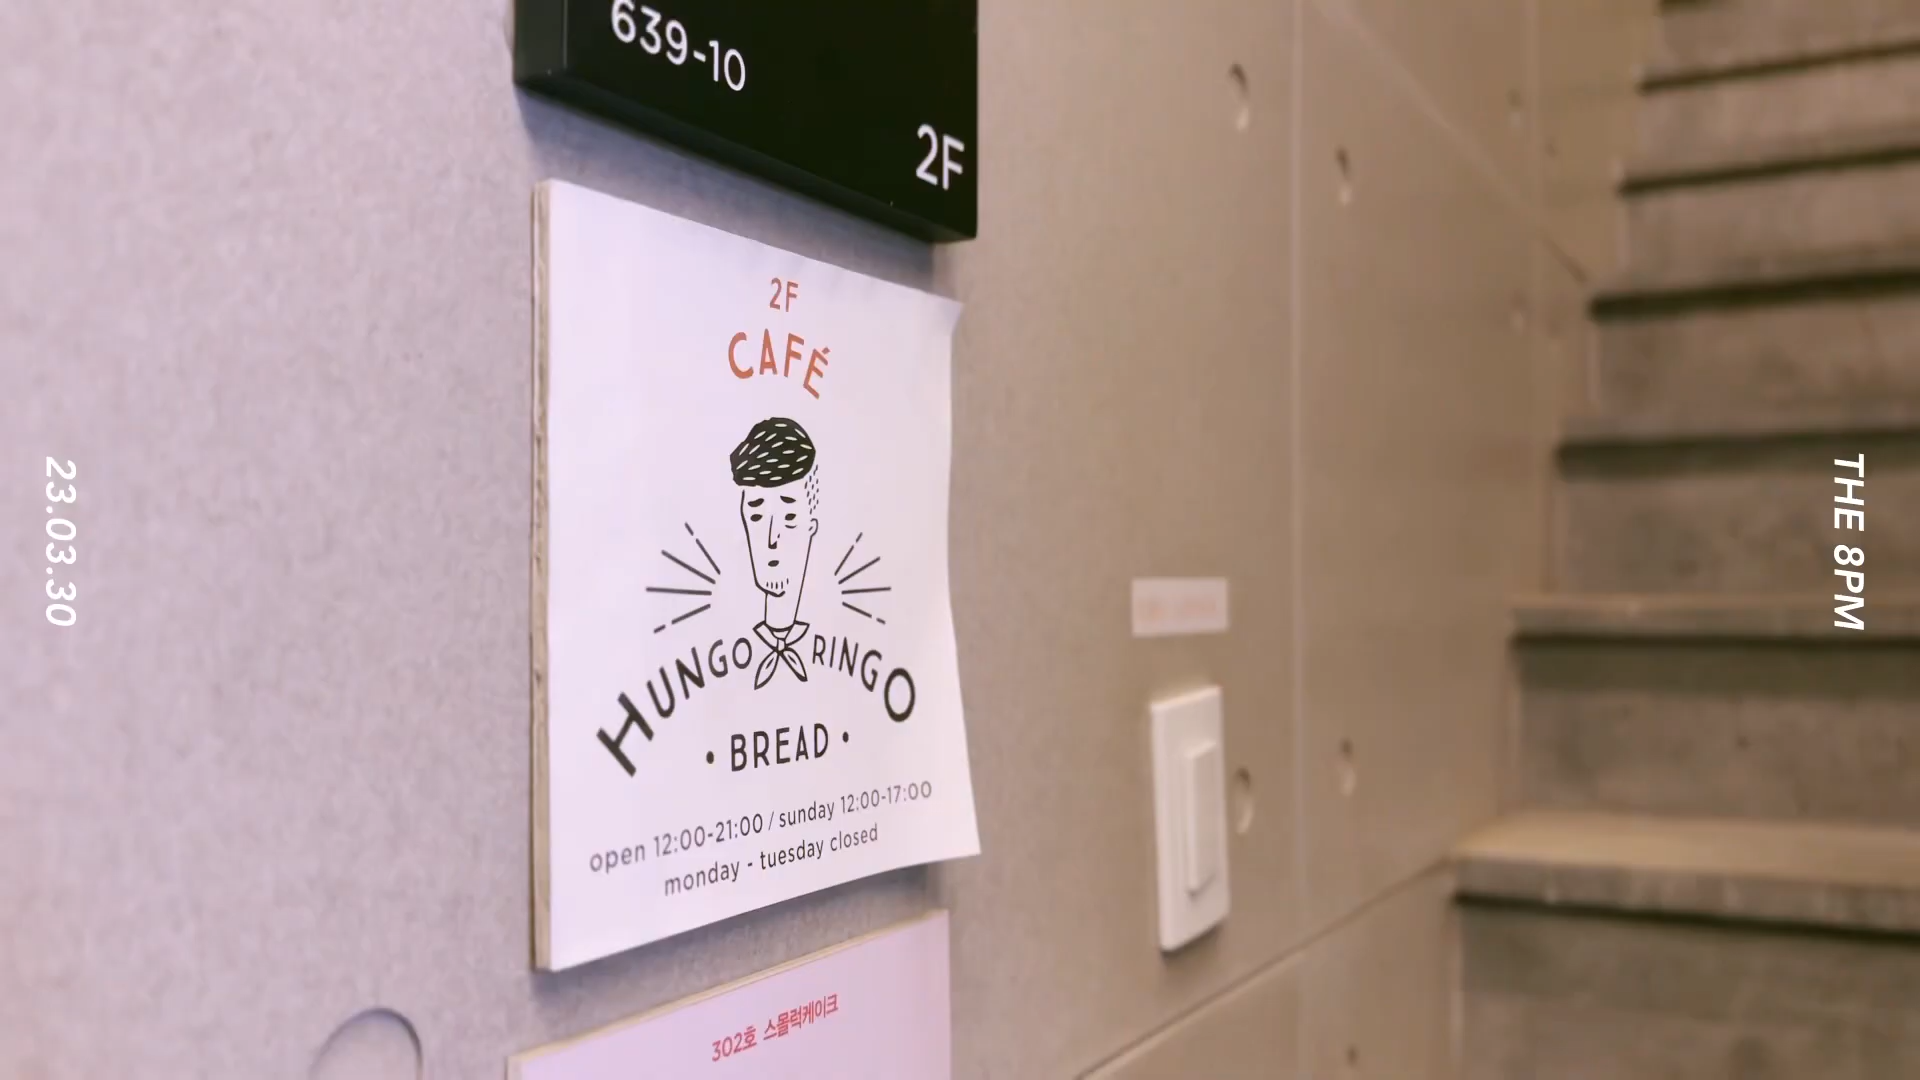 639-10
2F
2F
CAFÉ
HUNGO RINGO
• BREAD •
open 12:00-21:00 / sunday 12:00-17:00
monday - tuesday closed
302호 스몰럭케이크
23.03.30
THE 8PM